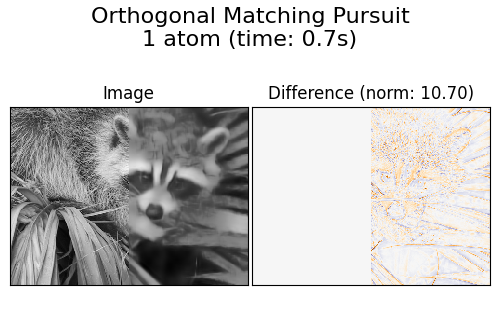 Orthogonal Matching Pursuit
1 atom (time: 0.7s)
Image
Difference (norm: 10.70)